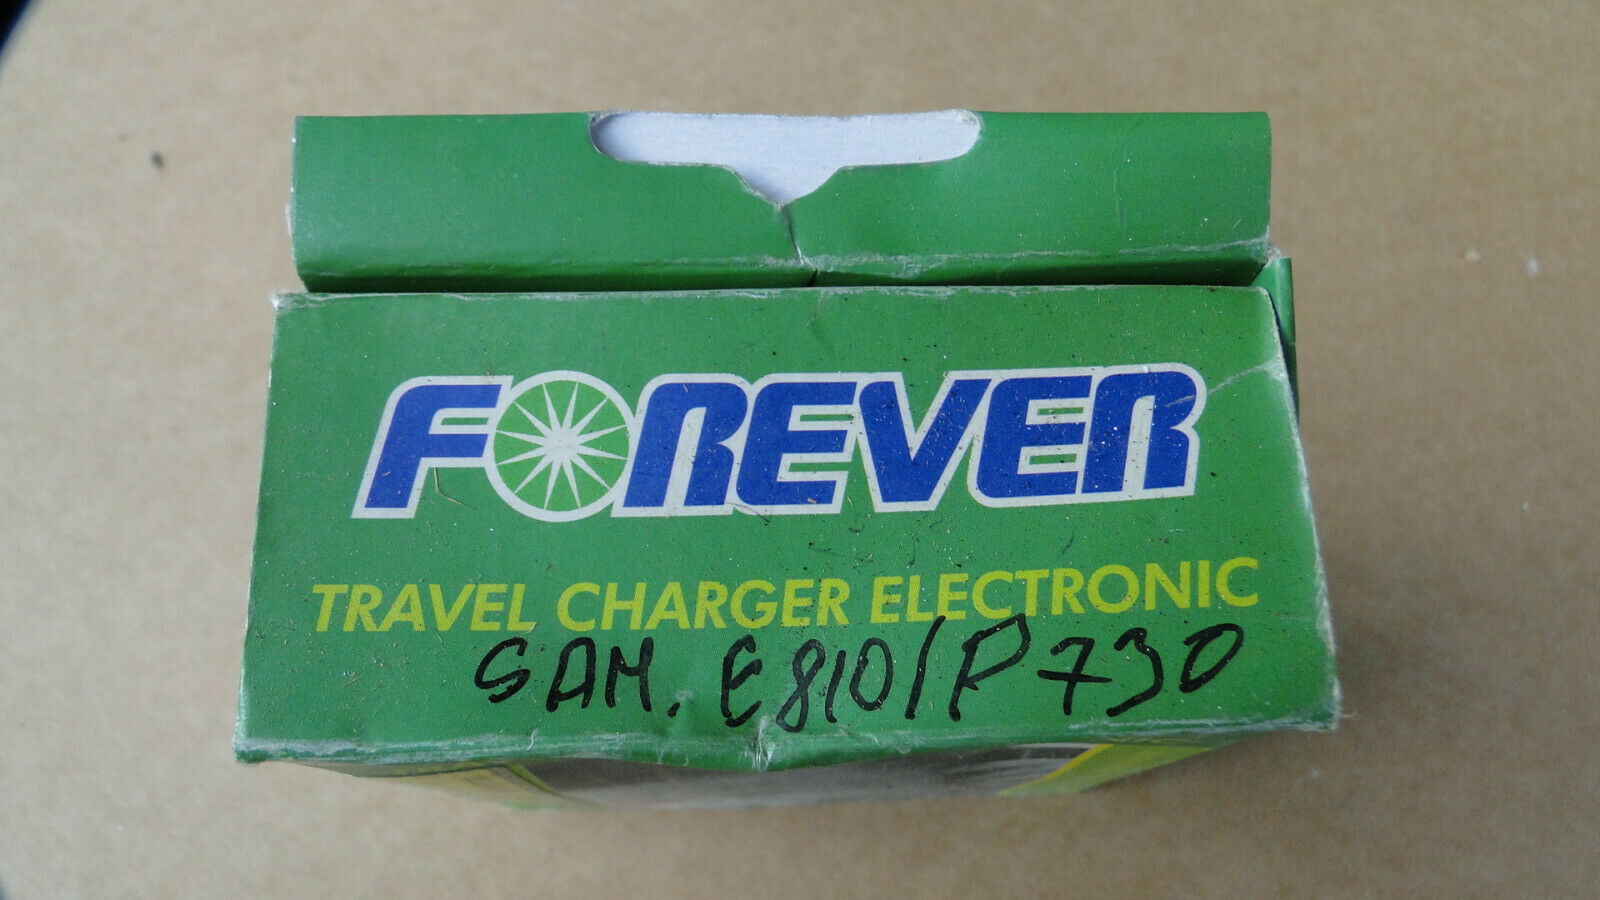 FOREVER
TRAVEL CHARGER ELECTRONIC
SAM. E810/P730